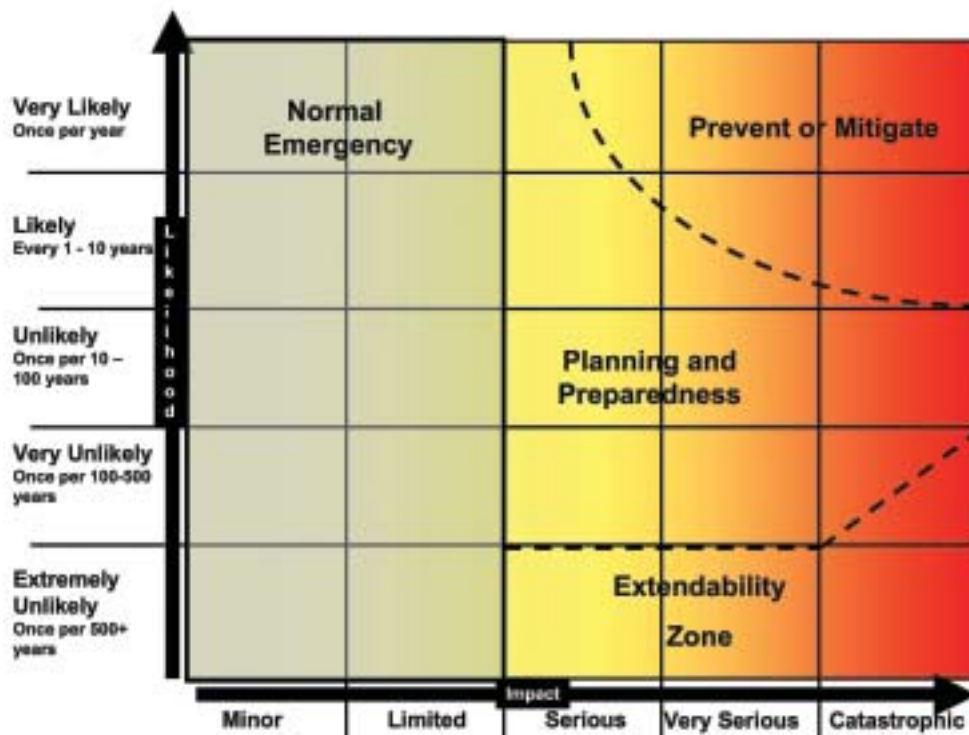 Very Likely
Once per year
Normal
Emergency
Prevent or Mitigate
Likely
Every 1 - 10 years
Likeilhood
Unlikely
Once per 10 –
100 years
Planning and
Preparedness
Very Unlikely
Once per 100-500
years
Extremely
Unlikely
Once per 500+
years
Extendability
Zone
Impact
Minor
Limited
Serious
Very Serious
Catastrophic